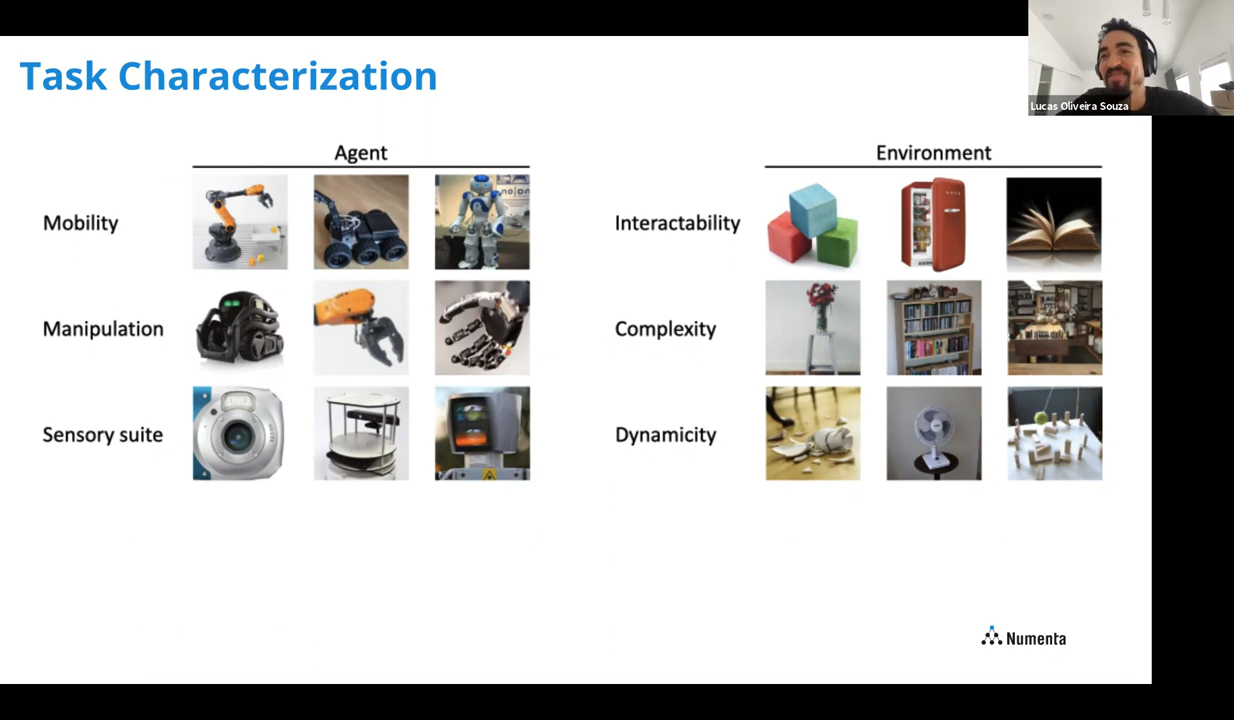 Task Characterization
Lucas Oliveira Souza
Agent
Mobility
Manipulation
Sensory suite
Environment
Interactability
Complexity
Dynamicity
Numenta